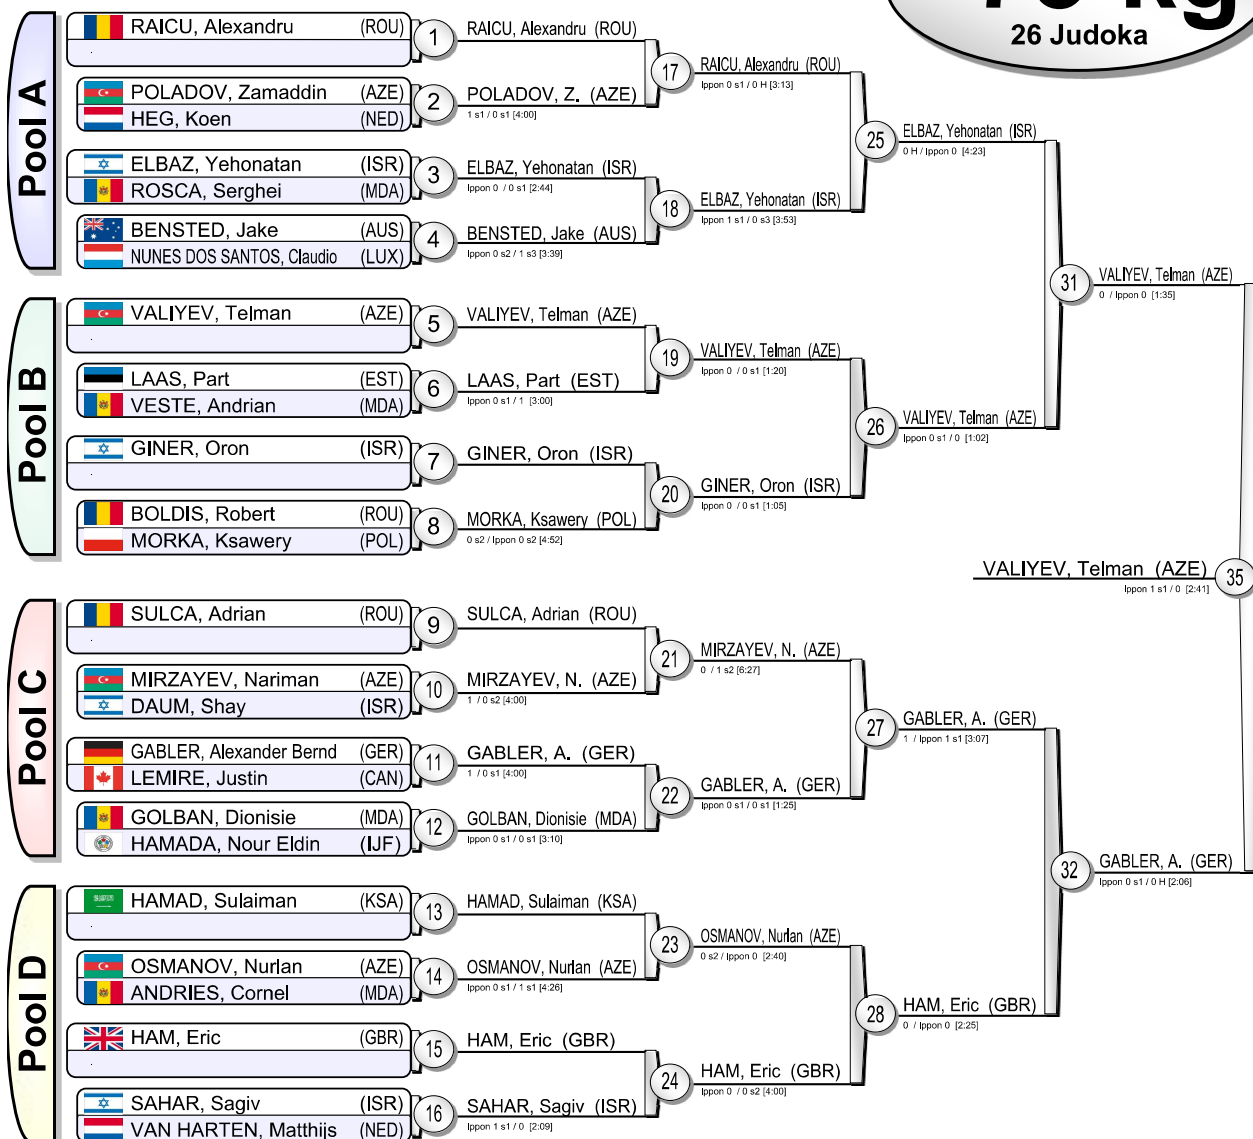 kg
26 Judoka
Pool A
RAICU, Alexandru (ROU)
.
POLADOV, Zamaddin (AZE)
HEG, Koen (NED)
ELBAZ, Yehonatan (ISR)
ROSCA, Serghei (MDA)
BENSTED, Jake (AUS)
NUNES DOS SANTOS, Claudio (LUX)
Pool B
VALIYEV, Telman (AZE)
.
LAAS, Part (EST)
VESTE, Andrian (MDA)
GINER, Oron (ISR)
.
BOLDIS, Robert (ROU)
MORKA, Ksawery (POL)
Pool C
SULCA, Adrian (ROU)
.
MIRZAYEV, Nariman (AZE)
DAUM, Shay (ISR)
GABLER, Alexander Bernd (GER)
LEMIRE, Justin (CAN)
GOLBAN, Dionisie (MDA)
HAMADA, Nour Eldin (IJF)
Pool D
HAMAD, Sulaiman (KSA)
.
OSMANOV, Nurlan (AZE)
ANDRIES, Cornel (MDA)
HAM, Eric (GBR)
.
SAHAR, Sagiv (ISR)
VAN HARTEN, Matthijs (NED)
1
RAICU, Alexandru (ROU)
2
POLADOV, Z. (AZE)
1 s1 / 0 s1 [4:00]
3
ELBAZ, Yehonatan (ISR)
Ippon 0 / 0 s1 [2:44]
4
BENSTED, Jake (AUS)
Ippon 0 s2 / 1 s3 [3:39]
5
VALIYEV, Telman (AZE)
6
LAAS, Part (EST)
Ippon 0 s1 / 1 [3:00]
7
GINER, Oron (ISR)
8
MORKA, Ksawery (POL)
0 s2 / Ippon 0 s2 [4:52]
9
SULCA, Adrian (ROU)
10
MIRZAYEV, N. (AZE)
1 / 0 s2 [4:00]
11
GABLER, A. (GER)
1 / 0 s1 [4:00]
12
GOLBAN, Dionisie (MDA)
Ippon 0 s1 / 0 s1 [3:10]
13
HAMAD, Sulaiman (KSA)
14
OSMANOV, Nurlan (AZE)
Ippon 0 s1 / 1 s1 [4:26]
15
HAM, Eric (GBR)
16
SAHAR, Sagiv (ISR)
Ippon 1 s1 / 0 [2:09]
17
RAICU, Alexandru (ROU)
Ippon 0 s1 / 0 H [3:13]
18
ELBAZ, Yehonatan (ISR)
Ippon 1 s1 / 0 s3 [3:53]
19
VALIYEV, Telman (AZE)
Ippon 0 / 0 s1 [1:20]
20
GINER, Oron (ISR)
Ippon 0 / 0 s1 [1:05]
21
MIRZAYEV, N. (AZE)
0 / 1 s2 [6:27]
22
GABLER, A. (GER)
Ippon 0 s1 / 0 s1 [1:25]
23
OSMANOV, Nurlan (AZE)
0 s2 / Ippon 0 [2:40]
24
HAM, Eric (GBR)
Ippon 0 / 0 s2 [4:00]
25
ELBAZ, Yehonatan (ISR)
0 H / Ippon 0 [4:23]
26
VALIYEV, Telman (AZE)
Ippon 0 s1 / 0 [1:02]
27
GABLER, A. (GER)
1 / Ippon 1 s1 [3:07]
28
HAM, Eric (GBR)
0 / Ippon 0 [2:25]
31
VALIYEV, Telman (AZE)
0 / Ippon 0 [1:35]
32
GABLER, A. (GER)
Ippon 0 s1 / 0 H [2:06]
VALIYEV, Telman (AZE)
35
Ippon 1 s1 / 0 [2:41]